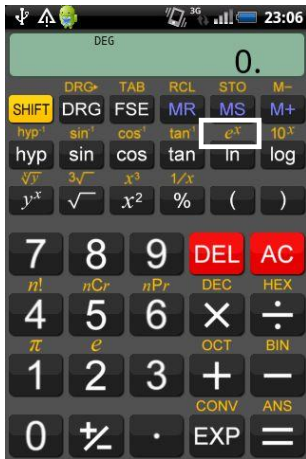 3G 23:06
DEG
0.
DRG▸ TAB RCL STO M−
SHIFT DRG FSE MR MS M+
hyp⁻¹ sin⁻¹ cos⁻¹ tan⁻¹ eˣ 10ˣ
hyp sin cos tan ln log
ˣ√y 3√ x³ 1/x
yˣ √ x² % ( )
7 8 9 DEL AC
n! nCr nPr DEC HEX
4 5 6 × ÷
π e OCT BIN
1 2 3 + −
CONV ANS
0 +/− · EXP =